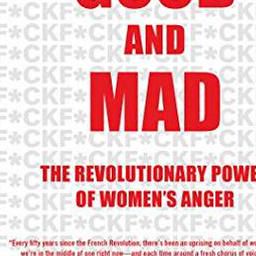 GOOD
AND
MAD
THE REVOLUTIONARY POWE
OF WOMEN'S ANGER
"Every fifty years since the French Revolution, there's been an uprising on behalf of wo
we're in the middle of one right now—and each time around a fresh chorus of voic